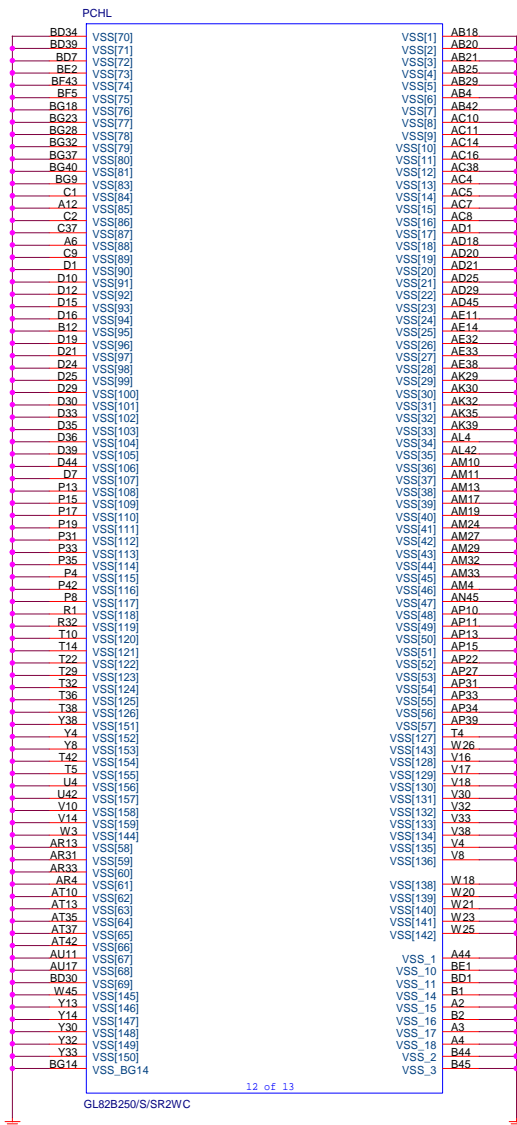 PCHL
BD34 VSS[70] VSS[1] AB18
BD39 VSS[71] VSS[2] AB20
BD7 VSS[72] VSS[3] AB21
BE2 VSS[73] VSS[4] AB25
BF43 VSS[74] VSS[5] AB29
BF5 VSS[75] VSS[6] AB4
BG18 VSS[76] VSS[7] AB42
BG23 VSS[77] VSS[8] AC10
BG28 VSS[78] VSS[9] AC11
BG32 VSS[79] VSS[10] AC14
BG37 VSS[80] VSS[11] AC16
BG40 VSS[81] VSS[12] AC38
BG9 VSS[83] VSS[13] AC4
C1 VSS[84] VSS[14] AC5
A12 VSS[85] VSS[15] AC7
C2 VSS[86] VSS[16] AC8
C37 VSS[87] VSS[17] AD1
A6 VSS[88] VSS[18] AD18
C9 VSS[89] VSS[19] AD20
D1 VSS[90] VSS[20] AD21
D10 VSS[91] VSS[21] AD25
D12 VSS[92] VSS[22] AD29
D15 VSS[93] VSS[23] AD45
D16 VSS[94] VSS[24] AE11
B12 VSS[95] VSS[25] AE14
D19 VSS[96] VSS[26] AE32
D21 VSS[97] VSS[27] AE33
D24 VSS[98] VSS[28] AE38
D25 VSS[99] VSS[29] AK29
D29 VSS[100] VSS[30] AK30
D30 VSS[101] VSS[31] AK32
D33 VSS[102] VSS[32] AK35
D35 VSS[103] VSS[33] AK39
D36 VSS[104] VSS[34] AL4
D39 VSS[105] VSS[35] AL42
D44 VSS[106] VSS[36] AM10
D7 VSS[107] VSS[37] AM11
P13 VSS[108] VSS[38] AM13
P15 VSS[109] VSS[39] AM17
P17 VSS[110] VSS[40] AM19
P19 VSS[111] VSS[41] AM24
P31 VSS[112] VSS[42] AM27
P33 VSS[113] VSS[43] AM29
P35 VSS[114] VSS[44] AM32
P4 VSS[115] VSS[45] AM33
P42 VSS[116] VSS[46] AM4
P8 VSS[117] VSS[47] AN45
R1 VSS[118] VSS[48] AP10
R32 VSS[119] VSS[49] AP11
T10 VSS[120] VSS[50] AP13
T14 VSS[121] VSS[51] AP15
T22 VSS[122] VSS[52] AP22
T29 VSS[123] VSS[53] AP27
T32 VSS[124] VSS[54] AP31
T36 VSS[125] VSS[55] AP33
T38 VSS[126] VSS[56] AP34
Y38 VSS[151] VSS[57] AP39
Y4 VSS[152] VSS[127] T4
Y8 VSS[153] VSS[143] W26
T42 VSS[154] VSS[128] V16
T5 VSS[155] VSS[129] V17
U4 VSS[156] VSS[130] V18
U42 VSS[157] VSS[131] V30
V10 VSS[158] VSS[132] V32
V14 VSS[159] VSS[133] V33
W3 VSS[144] VSS[134] V38
AR13 VSS[58] VSS[135] V4
AR31 VSS[59] VSS[136] V8
AR33 VSS[60]
AR4 VSS[61] VSS[138] W18
AT10 VSS[62] VSS[139] W20
AT13 VSS[63] VSS[140] W21
AT35 VSS[64] VSS[141] W23
AT37 VSS[65] VSS[142] W25
AT42 VSS[66]
AU11 VSS[67] VSS_1 A44
AU17 VSS[68] VSS_10 BE1
BD30 VSS[69] VSS_11 BD1
W45 VSS[145] VSS_14 B1
Y13 VSS[146] VSS_15 A2
Y14 VSS[147] VSS_16 B2
Y30 VSS[148] VSS_17 A3
Y32 VSS[149] VSS_18 A4
Y33 VSS[150] VSS_2 B44
BG14 VSS_BG14 VSS_3 B45
12 of 13
GL82B250/S/SR2WC